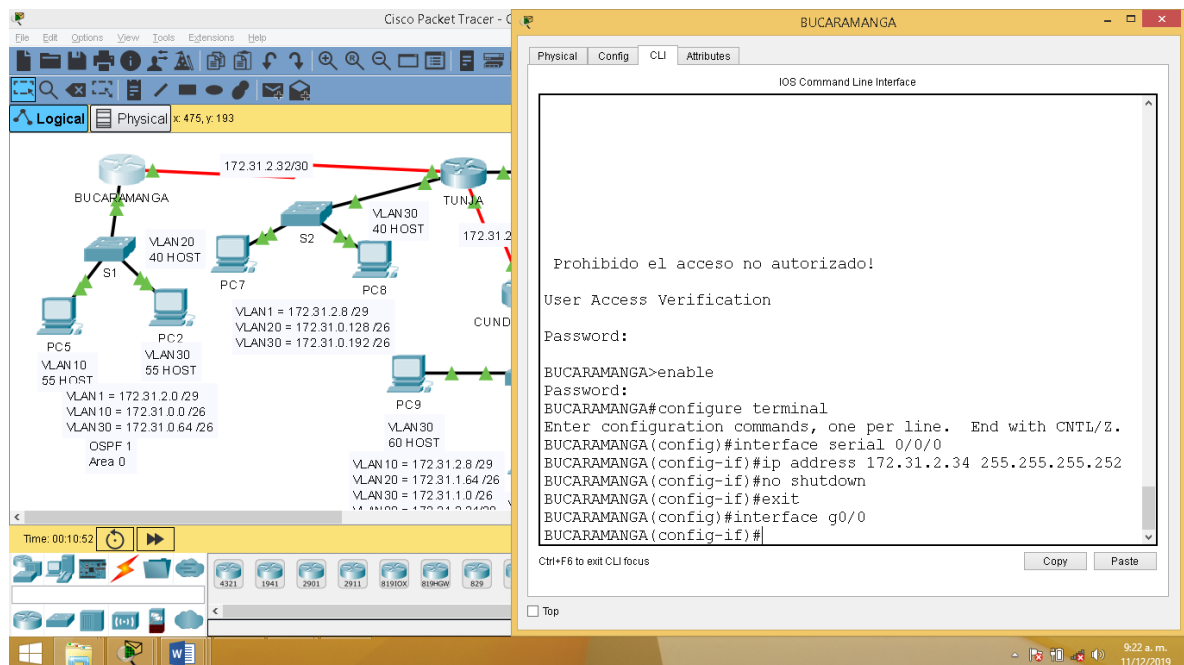 Cisco Packet Tracer - C
File Edit Options View Tools Extensions Help
Logical Physical x: 475, y: 193
172.31.2.32/30
BUCARAMANGA
TUNJA
S2
VLAN30
40 HOST
172.31.2
S1
VLAN 20
40 HOST
PC7
PC8
PC5
PC2
VLAN1 = 172.31.2.8 /29
VLAN20 = 172.31.0.128 /26
VLAN30 = 172.31.0.192 /26
CUND
VLAN 10
55 HOST
VLAN 30
55 HOST
VLAN 1 = 172.31.2.0 /29
VLAN 10 = 172.31.0.0 /26
VLAN 30 = 172.31.0.64 /26
OSPF 1
Area 0
PC9
VLAN 30
60 HOST
VLAN 10 = 172.31.2.8 /29
VLAN 20 = 172.31.1.64 /26
VLAN 30 = 172.31.1.0 /26
Time: 00:10:52
4321 1941 2901 2911 819IOX 819HGW 829
BUCARAMANGA
Physical Config CLI Attributes
IOS Command Line Interface
Prohibido el acceso no autorizado!
User Access Verification
Password:
BUCARAMANGA>enable
Password:
BUCARAMANGA#configure terminal
Enter configuration commands, one per line. End with CNTL/Z.
BUCARAMANGA(config)#interface serial 0/0/0
BUCARAMANGA(config-if)#ip address 172.31.2.34 255.255.255.252
BUCARAMANGA(config-if)#no shutdown
BUCARAMANGA(config-if)#exit
BUCARAMANGA(config)#interface g0/0
BUCARAMANGA(config-if)#
Ctrl+F6 to exit CLI focus
Copy Paste
Top
9:22 a. m.
11/12/2019